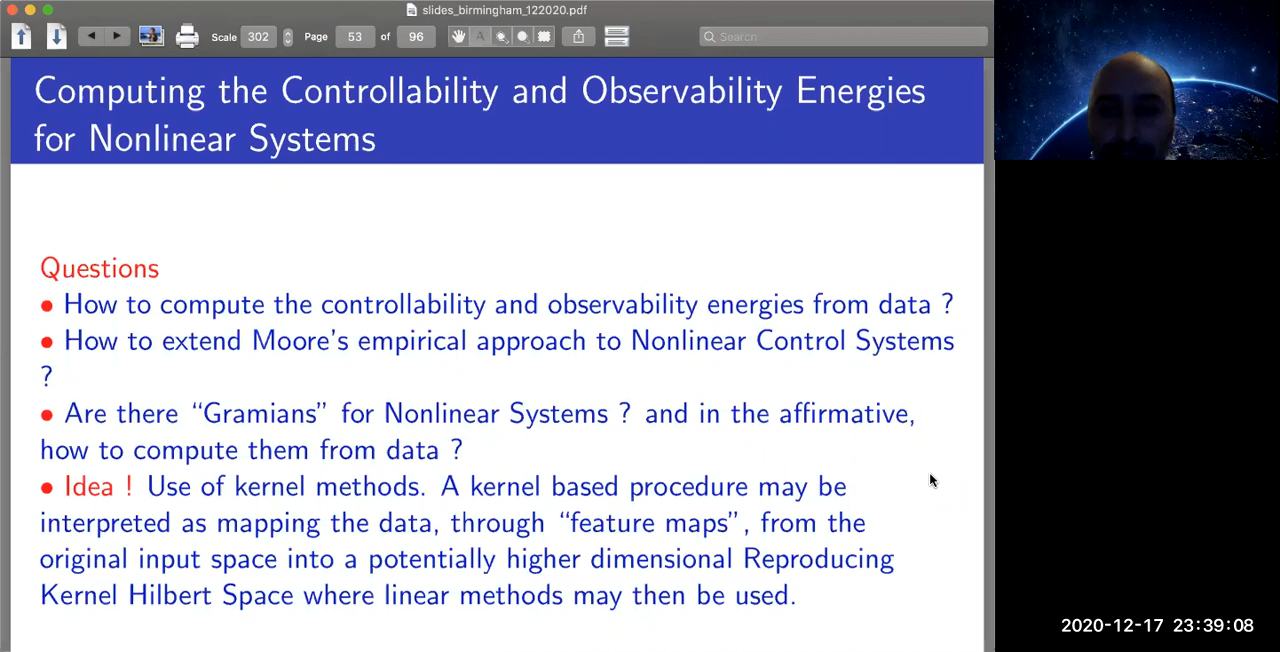 slides_birmingham_122020.pdf
Scale 302 Page 53 of 96 Search
Computing the Controllability and Observability Energies
for Nonlinear Systems
Questions
• How to compute the controllability and observability energies from data ?
• How to extend Moore's empirical approach to Nonlinear Control Systems
?
• Are there “Gramians” for Nonlinear Systems ? and in the affirmative,
how to compute them from data ?
• Idea ! Use of kernel methods. A kernel based procedure may be
interpreted as mapping the data, through “feature maps”, from the
original input space into a potentially higher dimensional Reproducing
Kernel Hilbert Space where linear methods may then be used.
2020-12-17 23:39:08